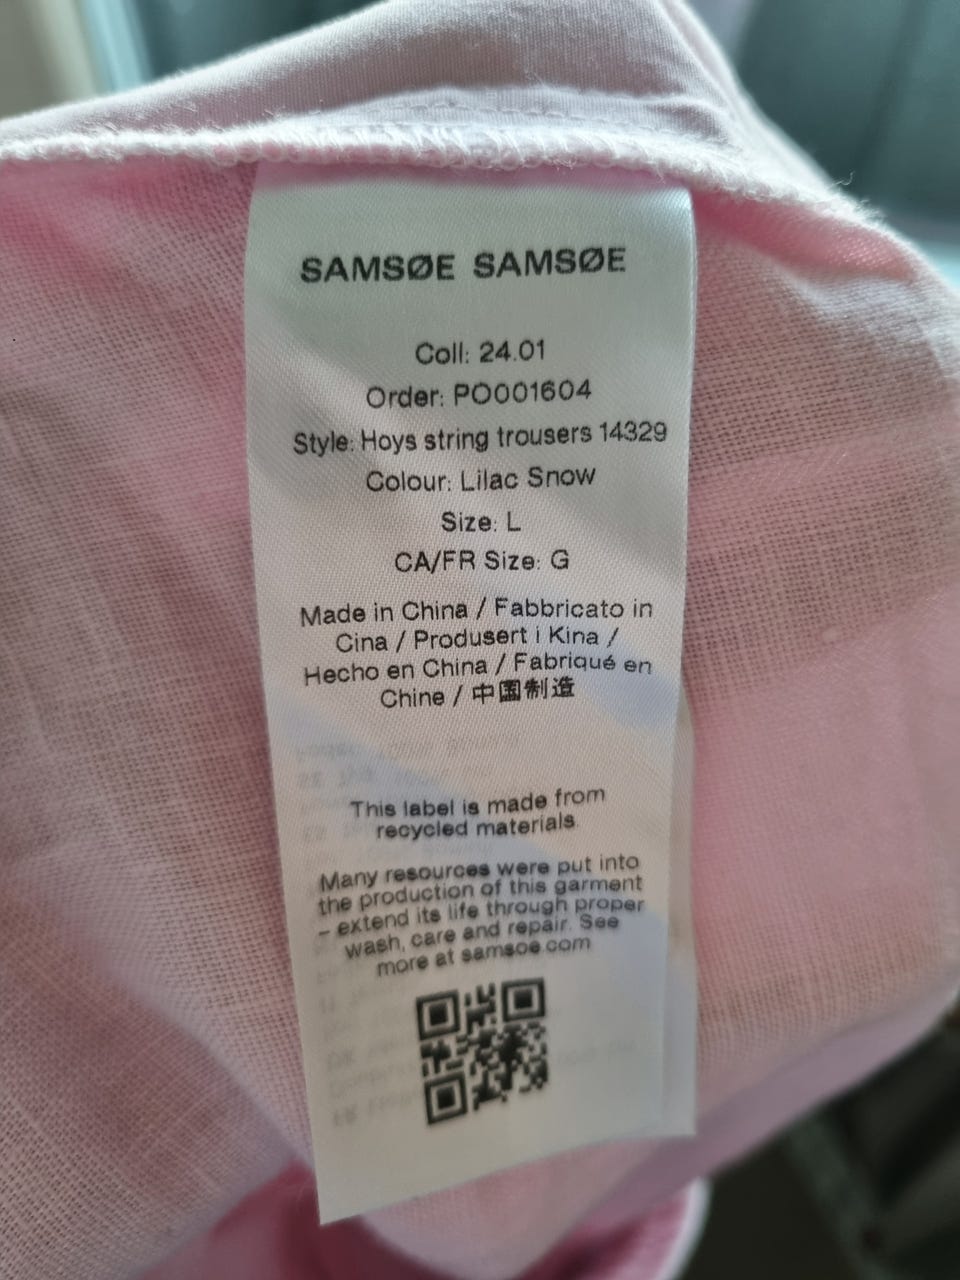 SAMSØE SAMSØE
Coll: 24.01
Order: PO001604
Style: Hoys string trousers 14329
Colour: Lilac Snow
Size: L
CA/FR Size: G
Made in China / Fabbricato in
Cina / Produsert i Kina /
Hecho en China / Fabriqué en
Chine / 中国制造
This label is made from
recycled materials.
Many resources were put into
the production of this garment
– extend its life through proper
wash, care and repair. See
more at samsoe.com